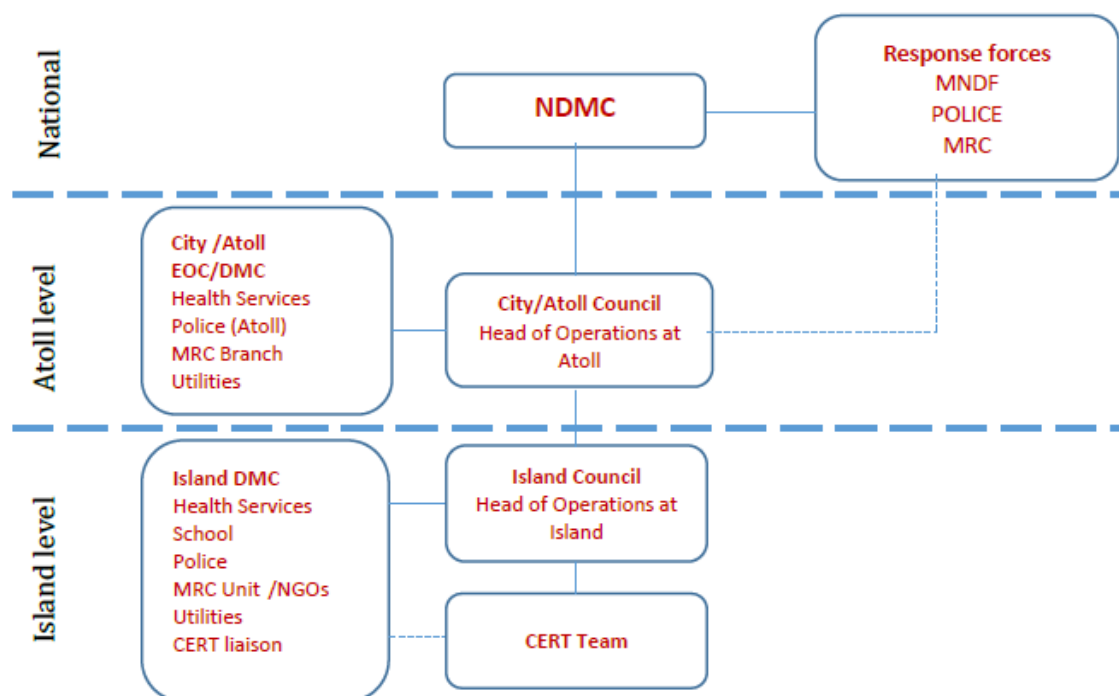 National
NDMC
Response forces
MNDF
POLICE
MRC
Atoll level
City /Atoll
EOC/DMC
Health Services
Police (Atoll)
MRC Branch
Utilities
City/Atoll Council
Head of Operations at
Atoll
Island level
Island DMC
Health Services
School
Police
MRC Unit /NGOs
Utilities
CERT liaison
Island Council
Head of Operations at
Island
CERT Team